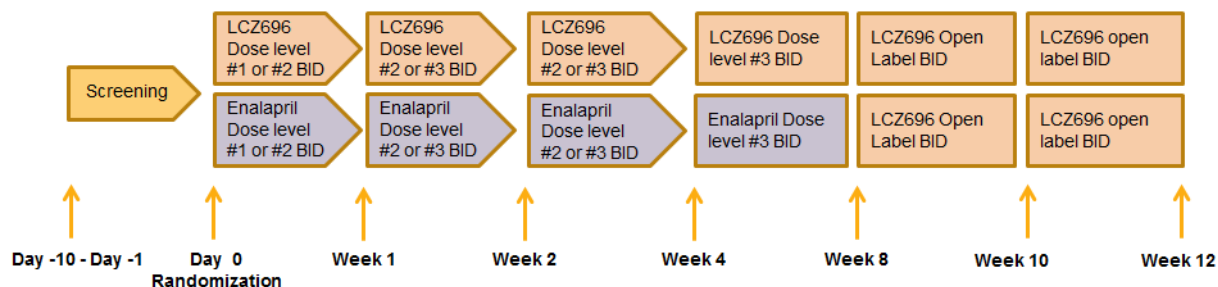 Screening
LCZ696
Dose level
#1 or #2 BID
LCZ696
Dose level
#2 or #3 BID
LCZ696
Dose level
#2 or #3 BID
LCZ696 Dose
level #3 BID
LCZ696 Open
Label BID
LCZ696 open
label BID
Enalapril
Dose level
#1 or #2 BID
Enalapril
Dose level
#2 or #3 BID
Enalapril
Dose level
#2 or #3 BID
Enalapril Dose
level #3 BID
LCZ696 Open
Label BID
LCZ696 open
label BID
Day -10 - Day -1
Day 0
Randomization
Week 1
Week 2
Week 4
Week 8
Week 10
Week 12